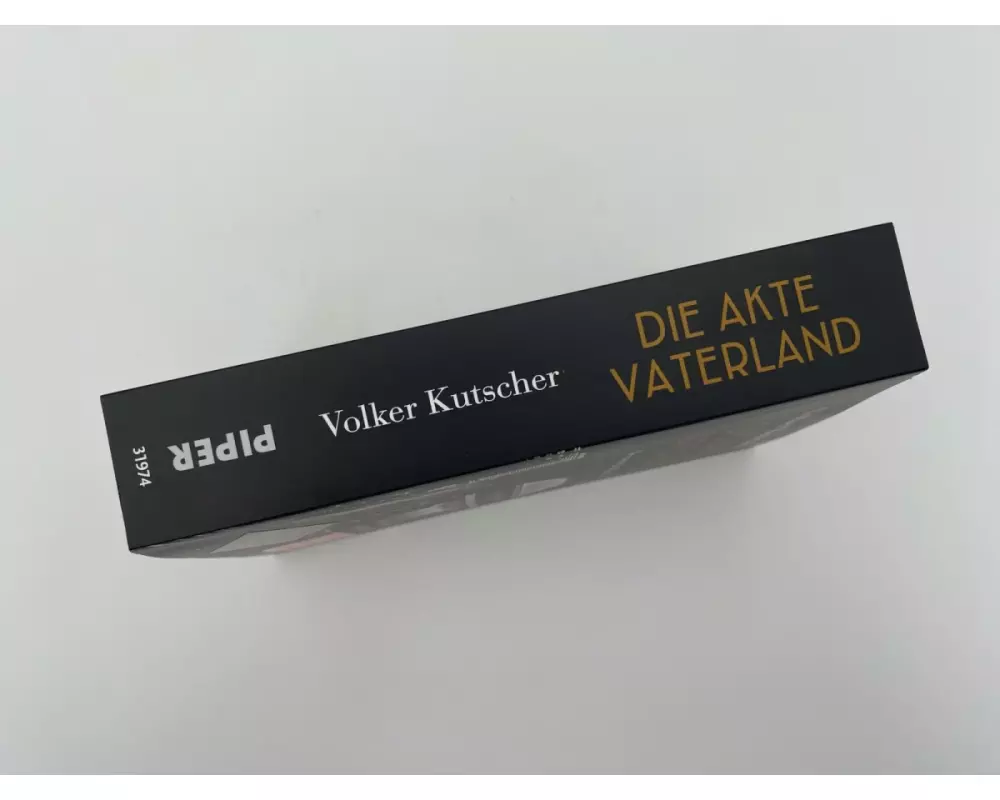 DIE AKTE
VATERLAND
Volker Kutscher
PIPER
31974